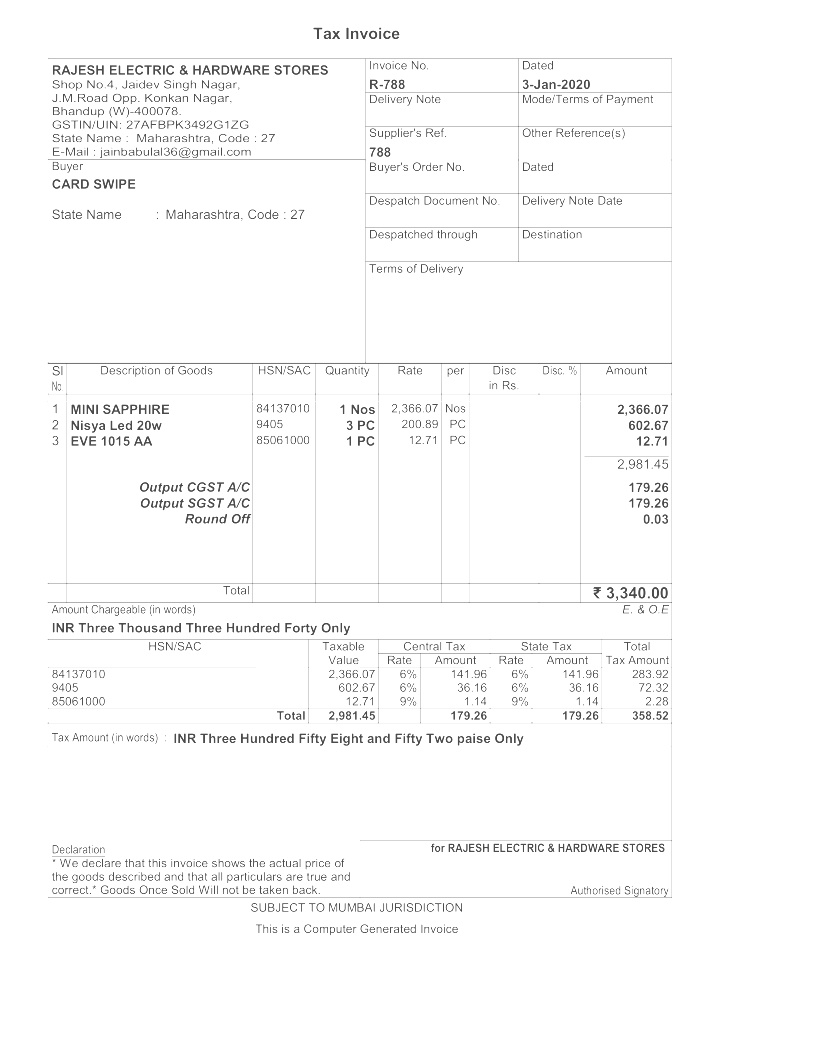 Tax Invoice
RAJESH ELECTRIC & HARDWARE STORES
Shop No.4, Jaidev Singh Nagar,
J.M.Road Opp. Konkan Nagar,
Bhandup (W)-400078.
GSTIN/UIN: 27AFBPK3492G1ZG
State Name : Maharashtra, Code : 27
E-Mail : jainbabulal36@gmail.com
Invoice No. Dated
R-788 3-Jan-2020
Delivery Note Mode/Terms of Payment
Supplier's Ref. Other Reference(s)
788
Buyer
CARD SWIPE
State Name : Maharashtra, Code : 27
Buyer's Order No. Dated
Despatch Document No. Delivery Note Date
Despatched through Destination
Terms of Delivery
Sl Description of Goods HSN/SAC Quantity Rate per Disc Disc. % Amount
No. in Rs.
1 MINI SAPPHIRE 84137010 1 Nos 2,366.07 Nos 2,366.07
2 Nisya Led 20w 9405 3 PC 200.89 PC 602.67
3 EVE 1015 AA 85061000 1 PC 12.71 PC 12.71
2,981.45
Output CGST A/C 179.26
Output SGST A/C 179.26
Round Off 0.03
Total ₹ 3,340.00
Amount Chargeable (in words) E. & O.E
INR Three Thousand Three Hundred Forty Only
HSN/SAC Taxable Central Tax State Tax Total
Value Rate Amount Rate Amount Tax Amount
84137010 2,366.07 6% 141.96 6% 141.96 283.92
9405 602.67 6% 36.16 6% 36.16 72.32
85061000 12.71 9% 1.14 9% 1.14 2.28
Total 2,981.45 179.26 179.26 358.52
Tax Amount (in words) : INR Three Hundred Fifty Eight and Fifty Two paise Only
Declaration
* We declare that this invoice shows the actual price of
the goods described and that all particulars are true and
correct.* Goods Once Sold Will not be taken back.
for RAJESH ELECTRIC & HARDWARE STORES
Authorised Signatory
SUBJECT TO MUMBAI JURISDICTION
This is a Computer Generated Invoice